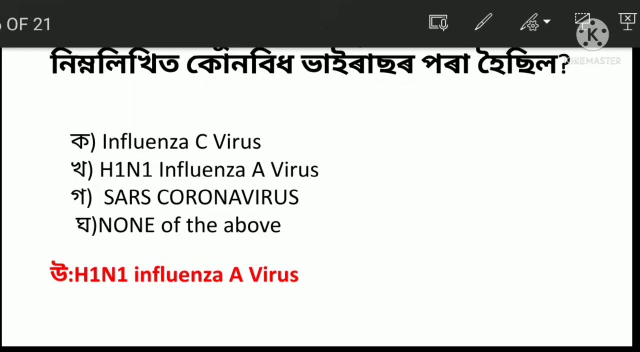 OF 21
K
KINEMASTER
নিম্নলিখিত কোনবিধ ভাইৰাছৰ পৰা হৈছিল?
ক) Influenza C Virus
খ) H1N1 Influenza A Virus
গ) SARS CORONAVIRUS
ঘ)NONE of the above
উ:H1N1 influenza A Virus